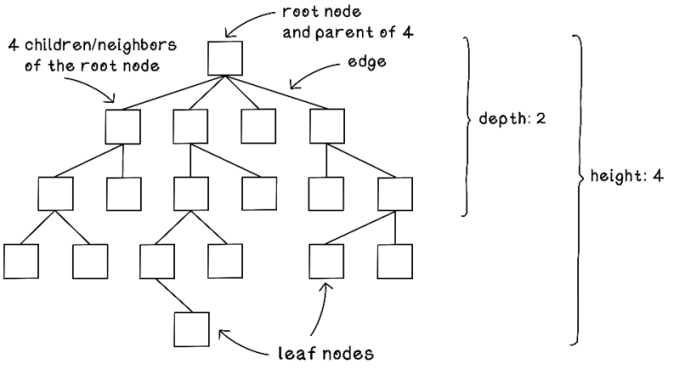 root node
and parent of 4
4 children/neighbors
of the root node
edge
depth: 2
height: 4
leaf nodes